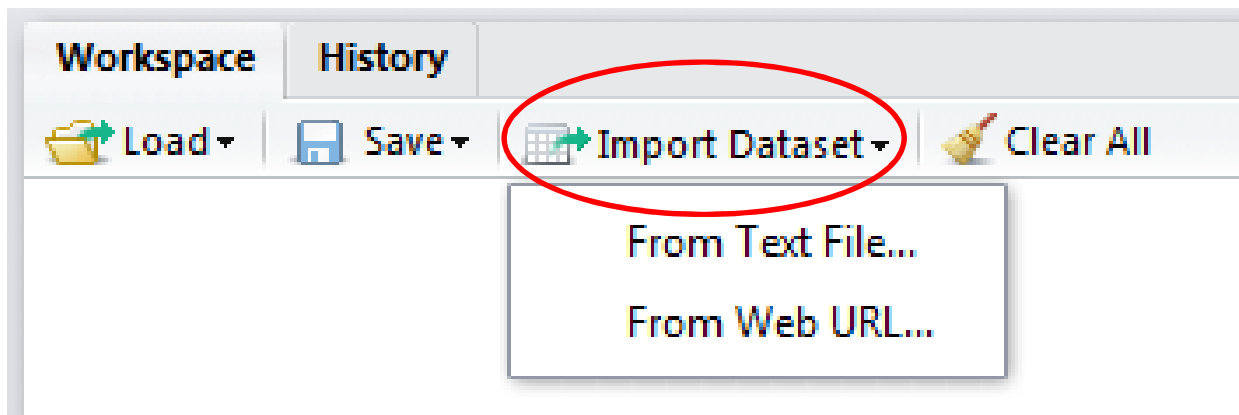 Workspace History
Load Save Import Dataset Clear All
From Text File...
From Web URL...